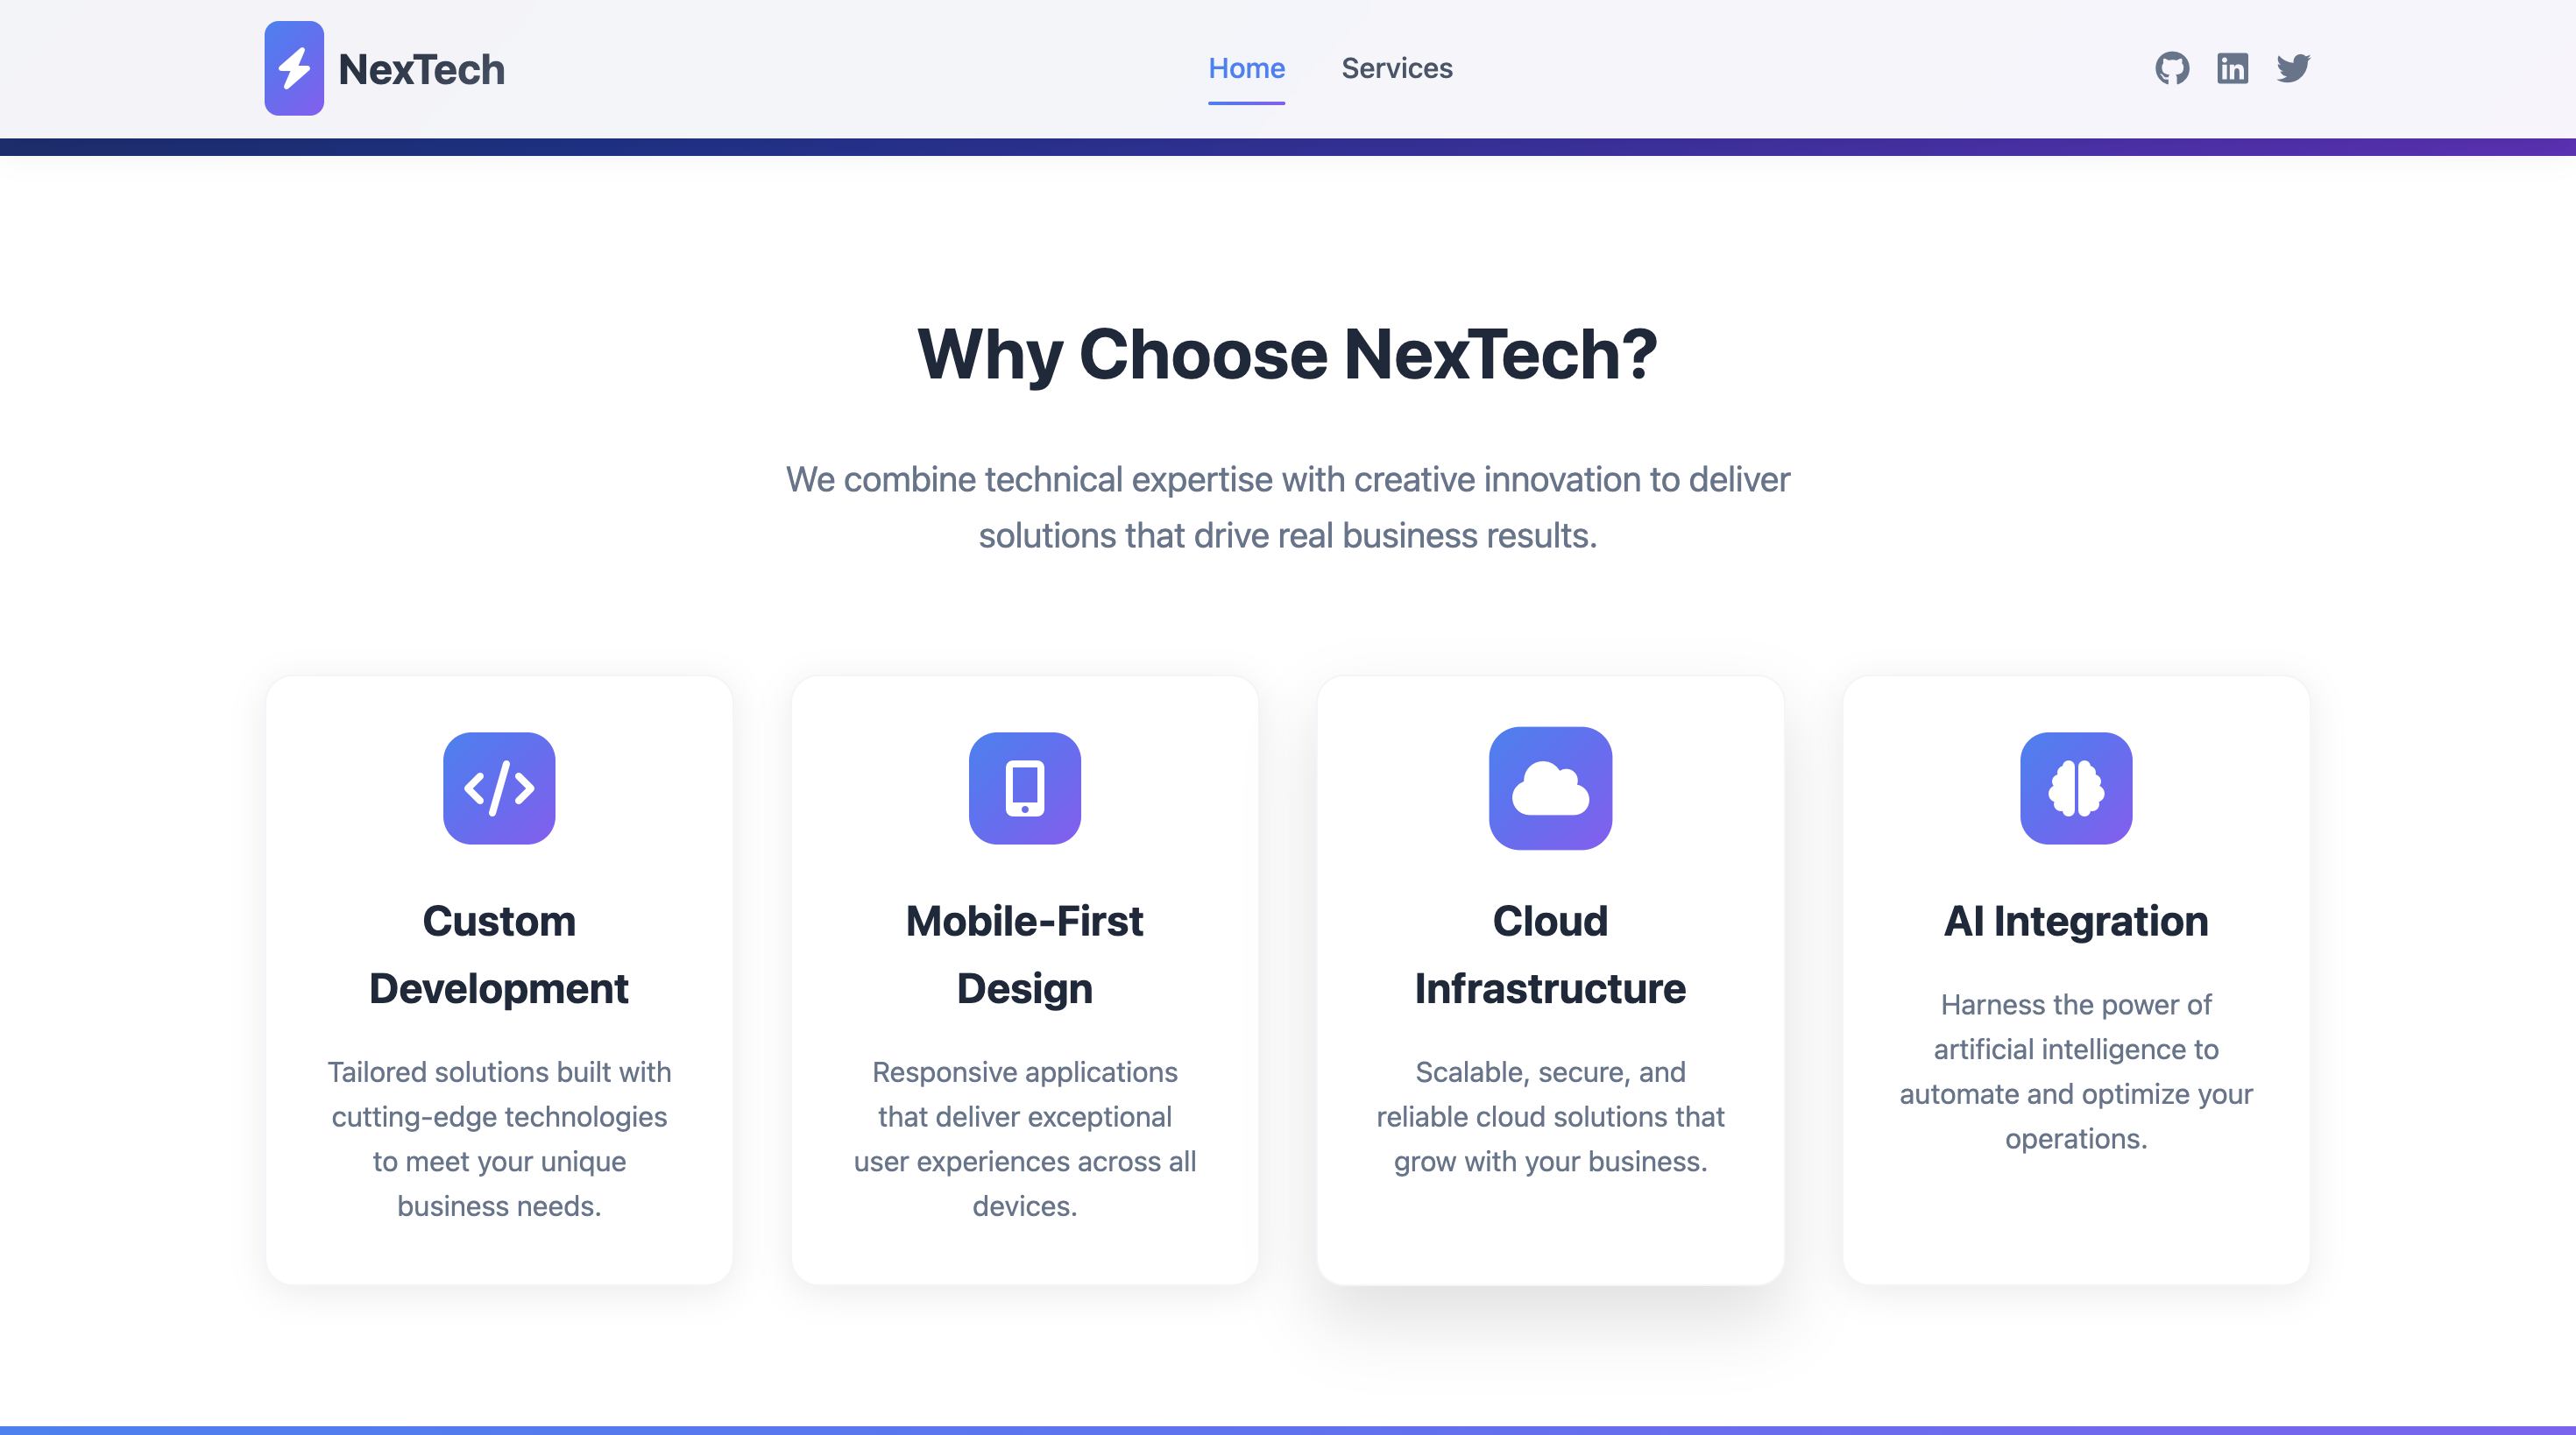 NexTech
Home
Services
Why Choose NexTech?
We combine technical expertise with creative innovation to deliver
solutions that drive real business results.
Custom
Development
Tailored solutions built with
cutting-edge technologies
to meet your unique
business needs.
Mobile-First
Design
Responsive applications
that deliver exceptional
user experiences across all
devices.
Cloud
Infrastructure
Scalable, secure, and
reliable cloud solutions that
grow with your business.
AI Integration
Harness the power of
artificial intelligence to
automate and optimize your
operations.